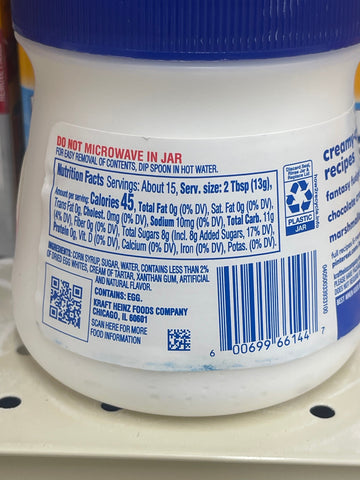 DO NOT MICROWAVE IN JAR
FOR EASY REMOVAL OF CONTENTS, DIP SPOON IN HOT WATER.
Nutrition Facts Servings: About 15, Serv. size: 2 Tbsp (13g),
Amount per serving: Calories 45, Total Fat 0g (0% DV), Sat. Fat 0g (0% DV),
Trans Fat 0g, Cholest. 0mg (0% DV), Sodium 10mg (0% DV), Total Carb. 11g
(4% DV), Fiber 0g (0% DV), Total Sugars 8g (Incl. 8g Added Sugars, 17% DV),
Protein 0g, Vit. D (0% DV), Calcium (0% DV), Iron (0% DV), Potas. (0% DV).
INGREDIENTS: CORN SYRUP, SUGAR, WATER, CONTAINS LESS THAN 2%
OF DRIED EGG WHITES, CREAM OF TARTAR, XANTHAN GUM, ARTIFICIAL
AND NATURAL FLAVOR.
CONTAINS: EGG.
KRAFT HEINZ FOODS COMPANY
CHICAGO, IL 60601
SCAN HERE FOR
MORE FOOD
INFORMATION
6 00699 66144 7
how2recycle.info
PLASTIC
JAR
creamy
recipe
fantasy
chocolate
marsh